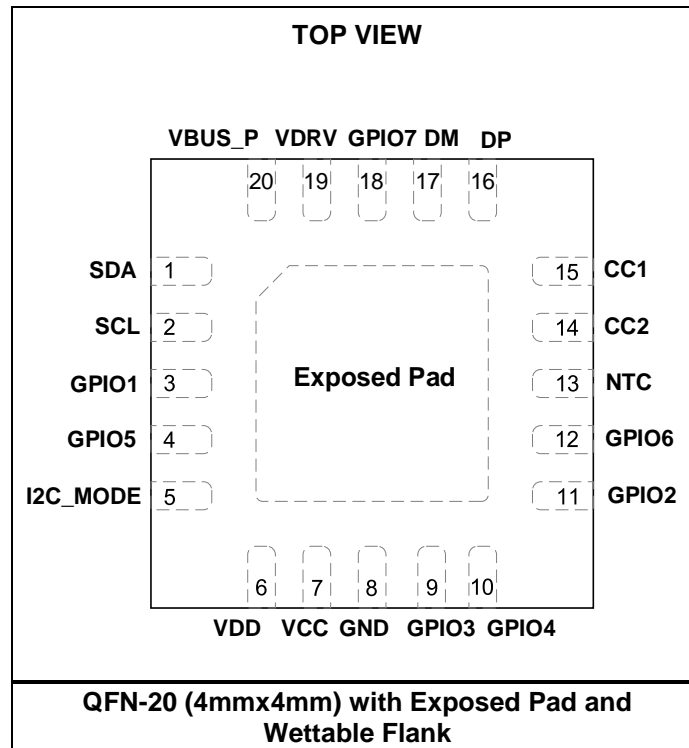 TOP VIEW
VBUS_P VDRV GPIO7 DM DP
20 19 18 17 16
SDA 1 15 CC1
SCL 2 14 CC2
GPIO1 3 Exposed Pad 13 NTC
GPIO5 4 12 GPIO6
I2C_MODE 5 11 GPIO2
6 7 8 9 10
VDD VCC GND GPIO3 GPIO4
QFN-20 (4mmx4mm) with Exposed Pad and
Wettable Flank